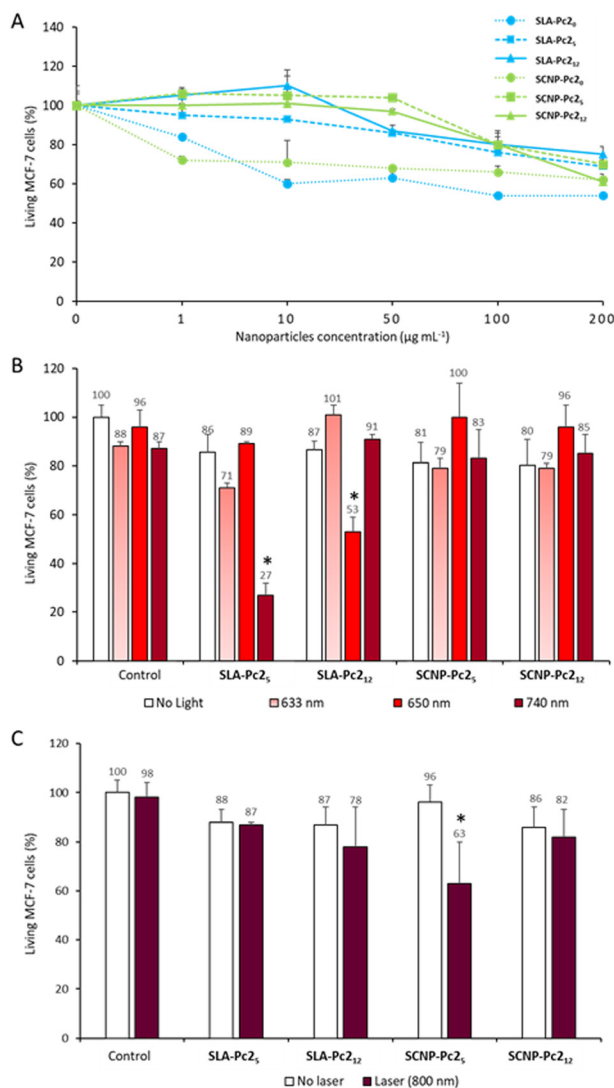 A
140
120
100
80
60
40
20
0
Living MCF-7 cells (%)
0 1 10 50 100 200
Nanoparticles concentration (µg mL⁻¹)
SLA-Pc2₀
SLA-Pc2₅
SLA-Pc2₁₂
SCNP-Pc2₀
SCNP-Pc2₅
SCNP-Pc2₁₂
B
120
100
80
60
40
20
0
Living MCF-7 cells (%)
100 88 96 87
86 71 89 * 27
87 101 * 53 91
81 79 100 83
80 79 96 85
Control SLA-Pc2₅ SLA-Pc2₁₂ SCNP-Pc2₅ SCNP-Pc2₁₂
No Light 633 nm 650 nm 740 nm
C
120
100
80
60
40
20
0
Living MCF-7 cells (%)
100 98
88 87
87 78
96 * 63
86 82
Control SLA-Pc2₅ SLA-Pc2₁₂ SCNP-Pc2₅ SCNP-Pc2₁₂
No laser Laser (800 nm)